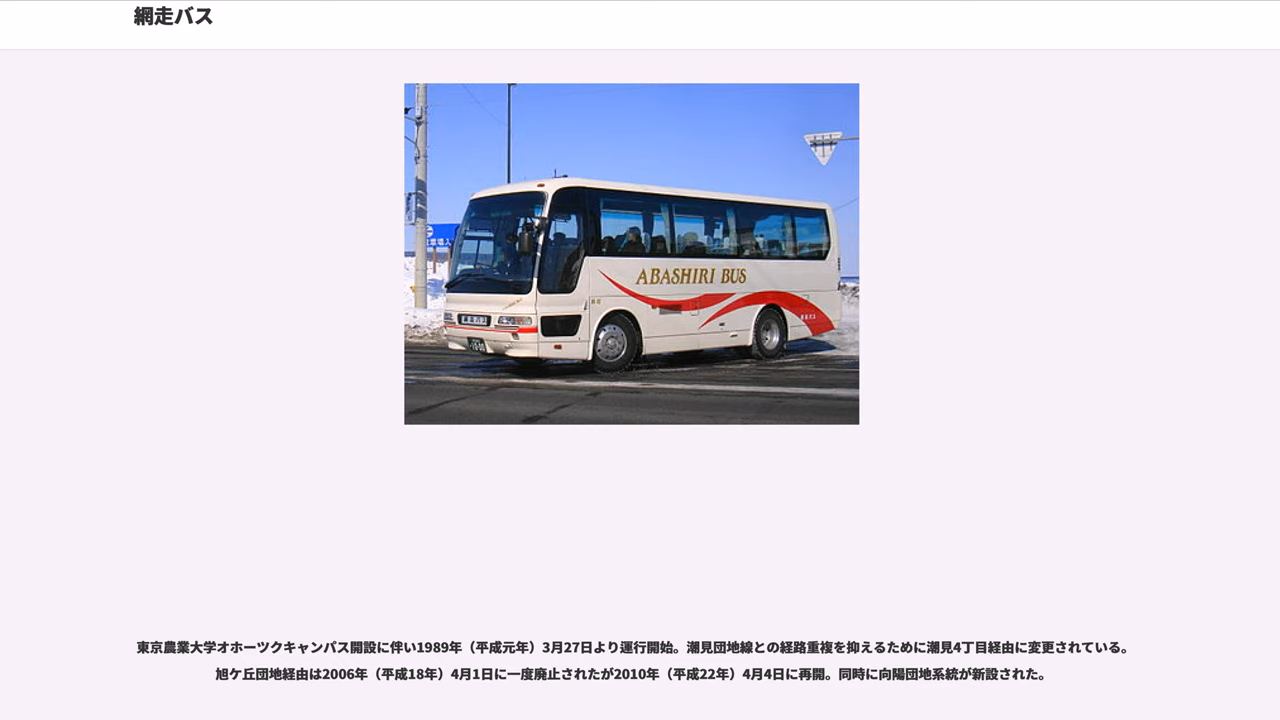 網走バス
ABASHIRI BUS
網走バス
東京農業大学オホーツクキャンパス開設に伴い1989年（平成元年）3月27日より運行開始。潮見団地線との経路重複を抑えるために潮見4丁目経由に変更されている。
旭ケ丘団地経由は2006年（平成18年）4月1日に一度廃止されたが2010年（平成22年）4月4日に再開。同時に向陽団地系統が新設された。